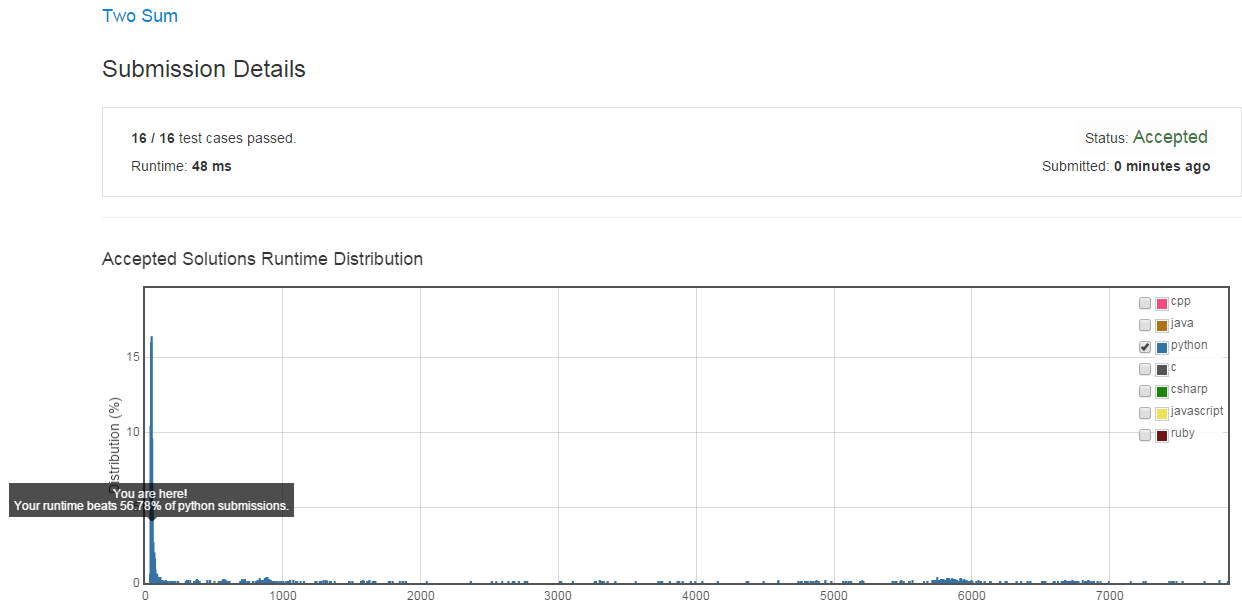 Two Sum
Submission Details
16 / 16 test cases passed.
Status: Accepted
Runtime: 48 ms
Submitted: 0 minutes ago
Accepted Solutions Runtime Distribution
cpp
java
python
c
csharp
javascript
ruby
15
10
0
Distribution (%)
You are here!
Your runtime beats 56.78% of python submissions.
0 1000 2000 3000 4000 5000 6000 7000